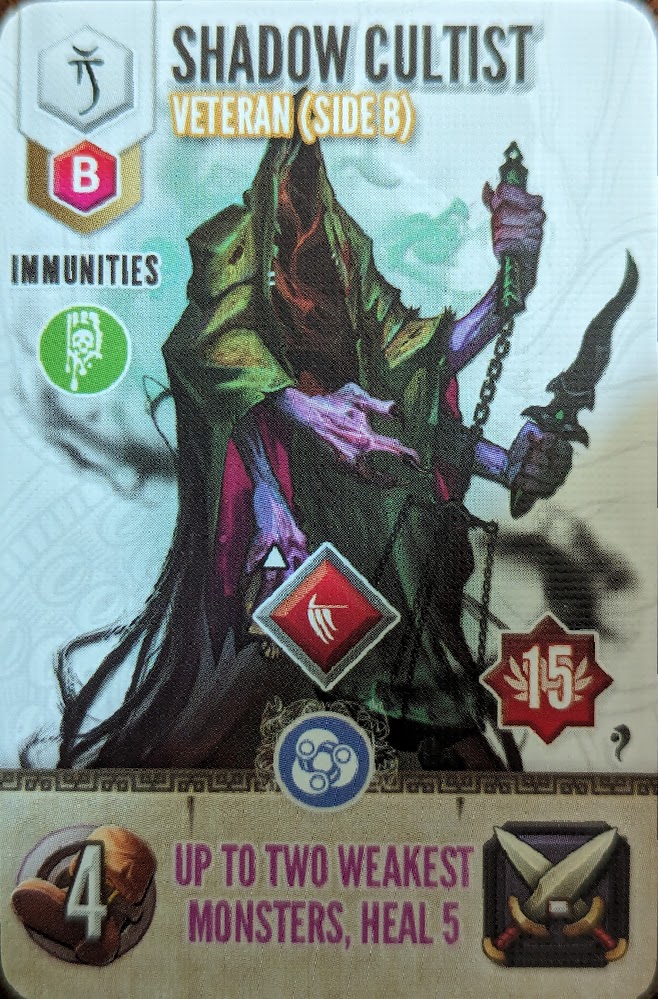 SHADOW CULTIST
VETERAN (SIDE B)
B
IMMUNITIES
15
4
UP TO TWO WEAKEST
MONSTERS, HEAL 5